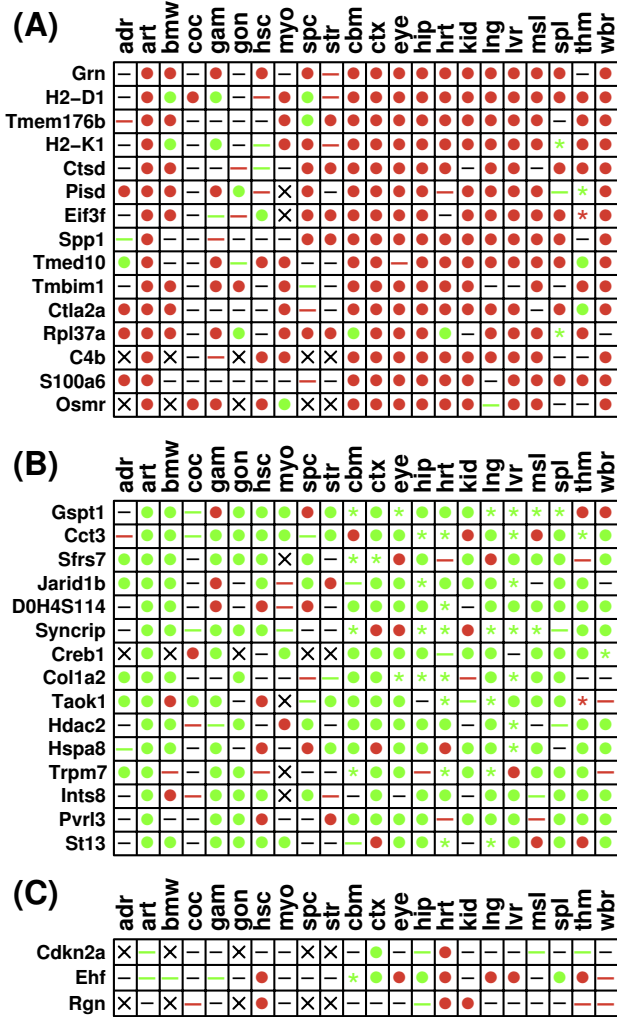 (A)
adr art bmw coc gam gon hsc myo spc str cbm ctx eye hip hrt kid lng lvr msl spl thm wbr
Grn
H2−D1
Tmem176b
H2−K1
Ctsd
Pisd
Eif3f
Spp1
Tmed10
Tmbim1
Ctla2a
Rpl37a
C4b
S100a6
Osmr
(B)
adr art bmw coc gam gon hsc myo spc str cbm ctx eye hip hrt kid lng lvr msl spl thm wbr
Gspt1
Cct3
Sfrs7
Jarid1b
D0H4S114
Syncrip
Creb1
Col1a2
Taok1
Hdac2
Hspa8
Trpm7
Ints8
Pvrl3
St13
(C)
adr art bmw coc gam gon hsc myo spc str cbm ctx eye hip hrt kid lng lvr msl spl thm wbr
Cdkn2a
Ehf
Rgn